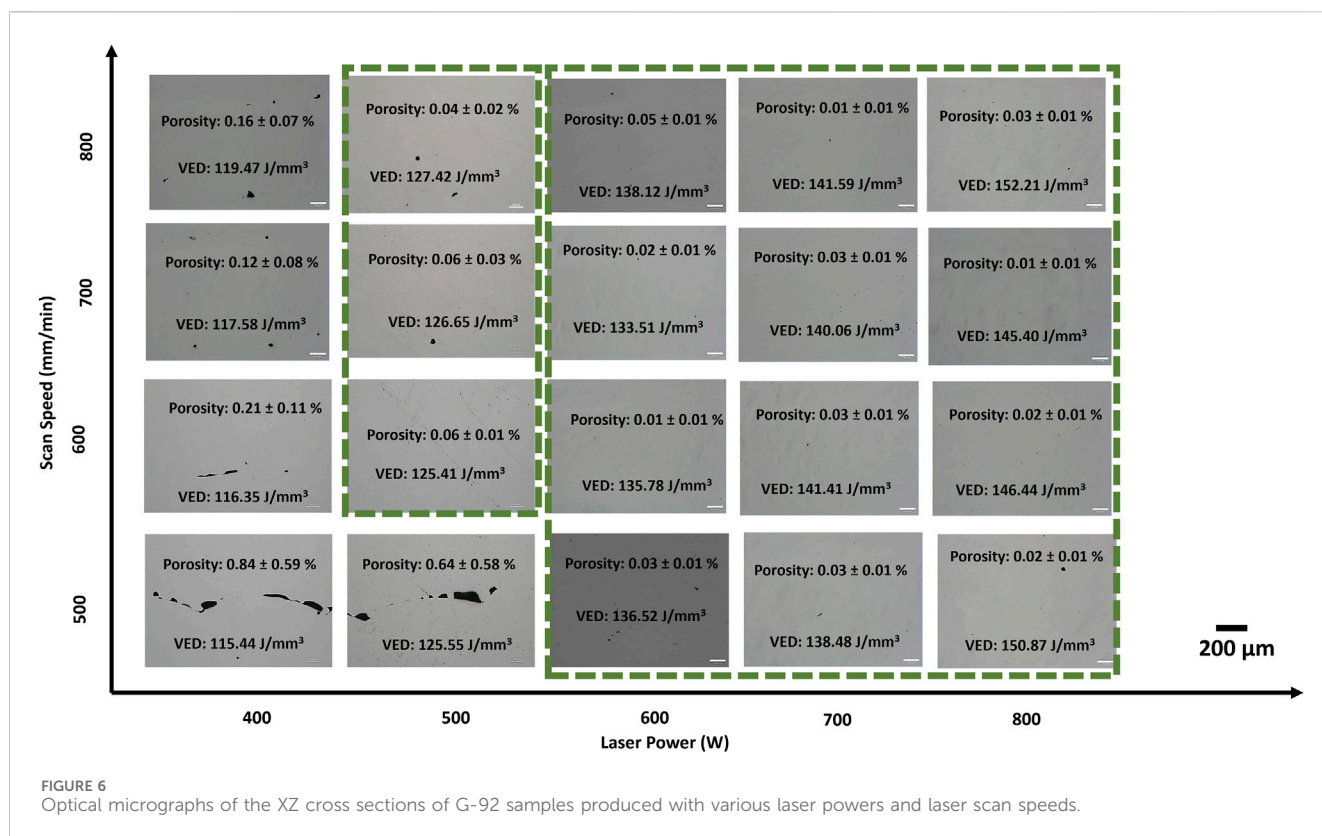 Scan Speed (mm/min)
800
Porosity: 0.16 ± 0.07 %
VED: 119.47 J/mm³
Porosity: 0.04 ± 0.02 %
VED: 127.42 J/mm³
Porosity: 0.05 ± 0.01 %
VED: 138.12 J/mm³
Porosity: 0.01 ± 0.01 %
VED: 141.59 J/mm³
Porosity: 0.03 ± 0.01 %
VED: 152.21 J/mm³
700
Porosity: 0.12 ± 0.08 %
VED: 117.58 J/mm³
Porosity: 0.06 ± 0.03 %
VED: 126.65 J/mm³
Porosity: 0.02 ± 0.01 %
VED: 133.51 J/mm³
Porosity: 0.03 ± 0.01 %
VED: 140.06 J/mm³
Porosity: 0.01 ± 0.01 %
VED: 145.40 J/mm³
600
Porosity: 0.21 ± 0.11 %
VED: 116.35 J/mm³
Porosity: 0.06 ± 0.01 %
VED: 125.41 J/mm³
Porosity: 0.01 ± 0.01 %
VED: 135.78 J/mm³
Porosity: 0.03 ± 0.01 %
VED: 141.41 J/mm³
Porosity: 0.02 ± 0.01 %
VED: 146.44 J/mm³
500
Porosity: 0.84 ± 0.59 %
VED: 115.44 J/mm³
Porosity: 0.64 ± 0.58 %
VED: 125.55 J/mm³
Porosity: 0.03 ± 0.01 %
VED: 136.52 J/mm³
Porosity: 0.03 ± 0.01 %
VED: 138.48 J/mm³
Porosity: 0.02 ± 0.01 %
VED: 150.87 J/mm³
200 µm
400
500
600
700
800
Laser Power (W)
FIGURE 6
Optical micrographs of the XZ cross sections of G-92 samples produced with various laser powers and laser scan speeds.